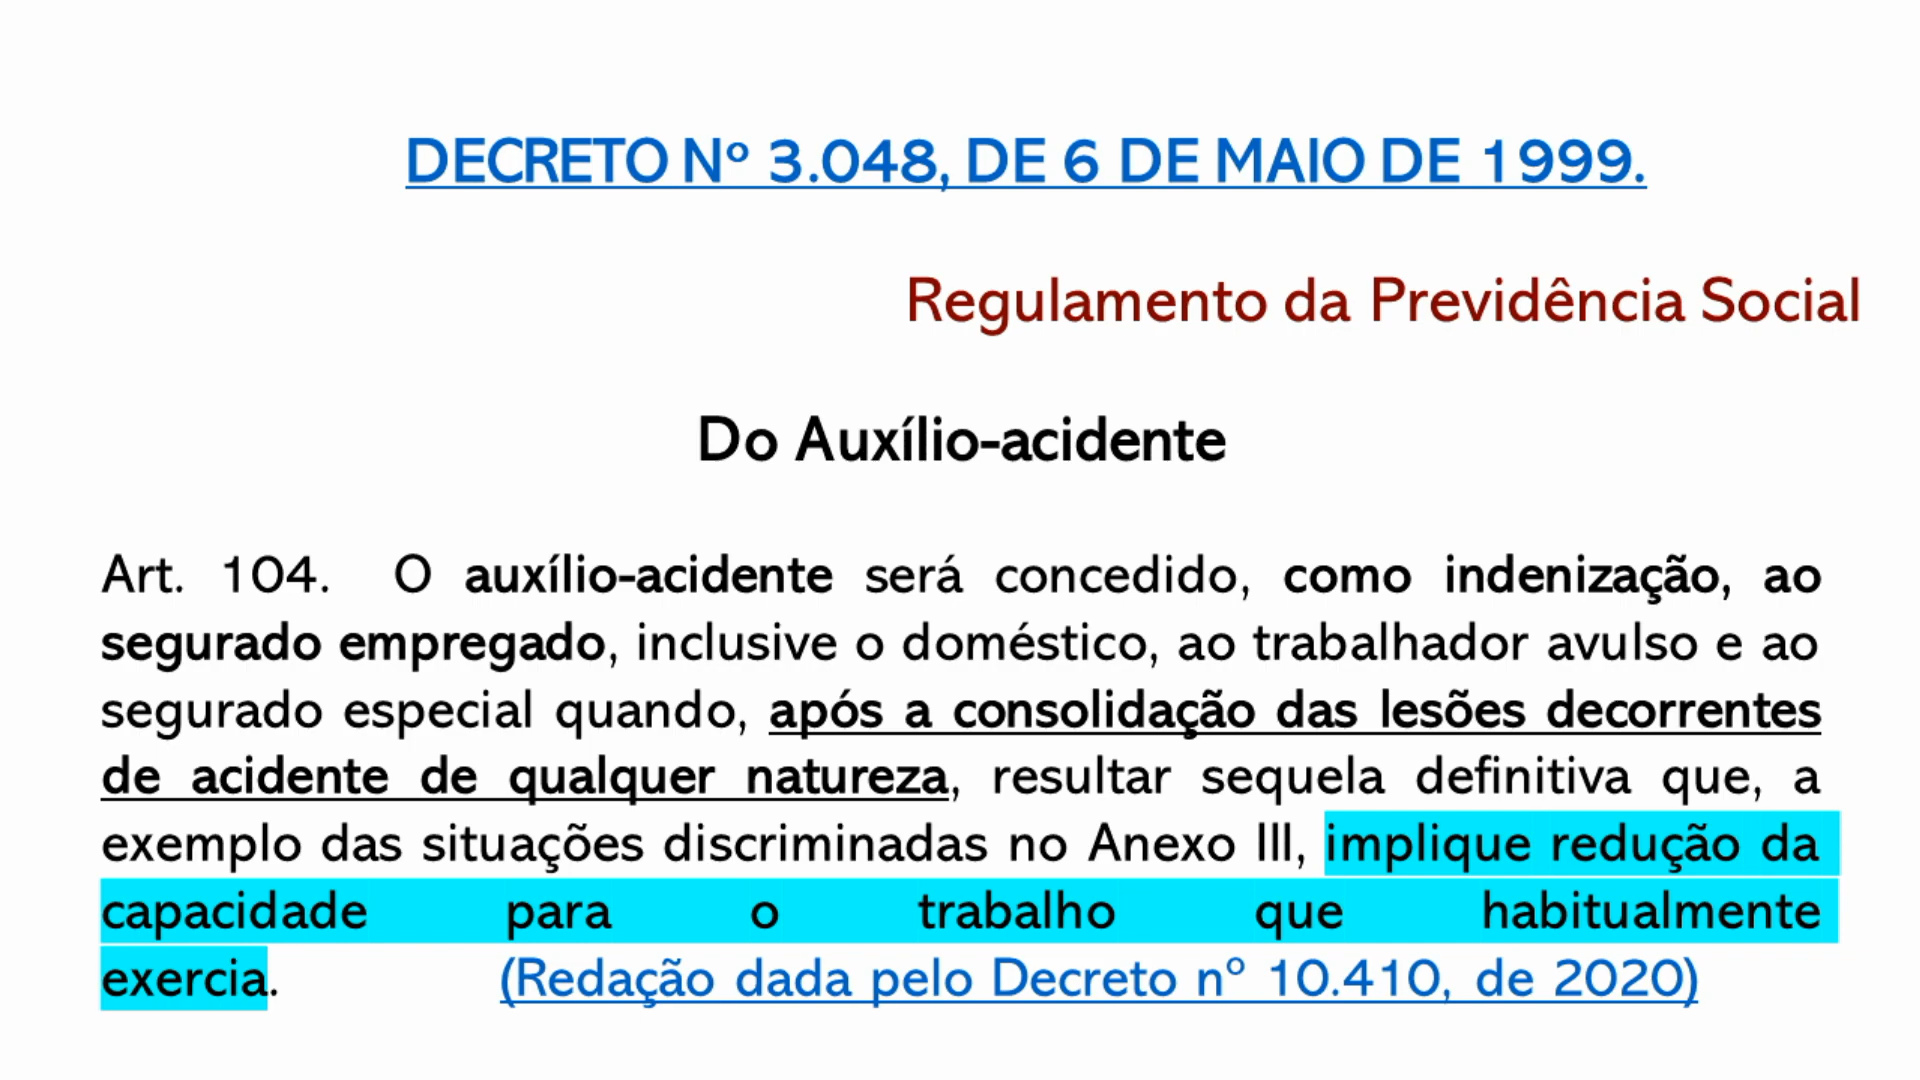 DECRETO Nº 3.048, DE 6 DE MAIO DE 1999.
Regulamento da Previdência Social
Do Auxílio-acidente
Art. 104. O auxílio-acidente será concedido, como indenização, ao
segurado empregado, inclusive o doméstico, ao trabalhador avulso e ao
segurado especial quando, após a consolidação das lesões decorrentes
de acidente de qualquer natureza, resultar sequela definitiva que, a
exemplo das situações discriminadas no Anexo III, implique redução da
capacidade para o trabalho que habitualmente
exercia. (Redação dada pelo Decreto nº 10.410, de 2020)